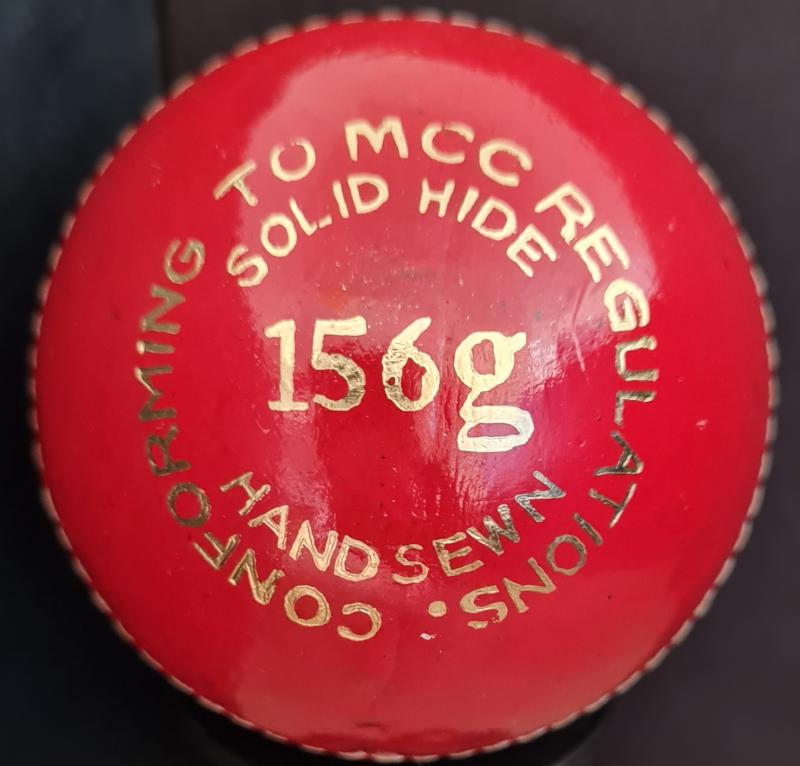 CONFORMING TO MCC REGULATIONS.
SOLID HIDE
156g
HAND SEWN